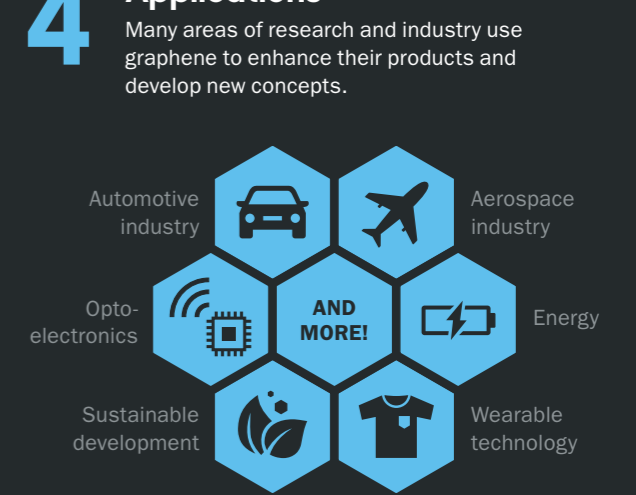 4
Applications
Many areas of research and industry use
graphene to enhance their products and
develop new concepts.
Automotive
industry
Aerospace
industry
Opto-
electronics
AND
MORE!
Energy
Sustainable
development
Wearable
technology